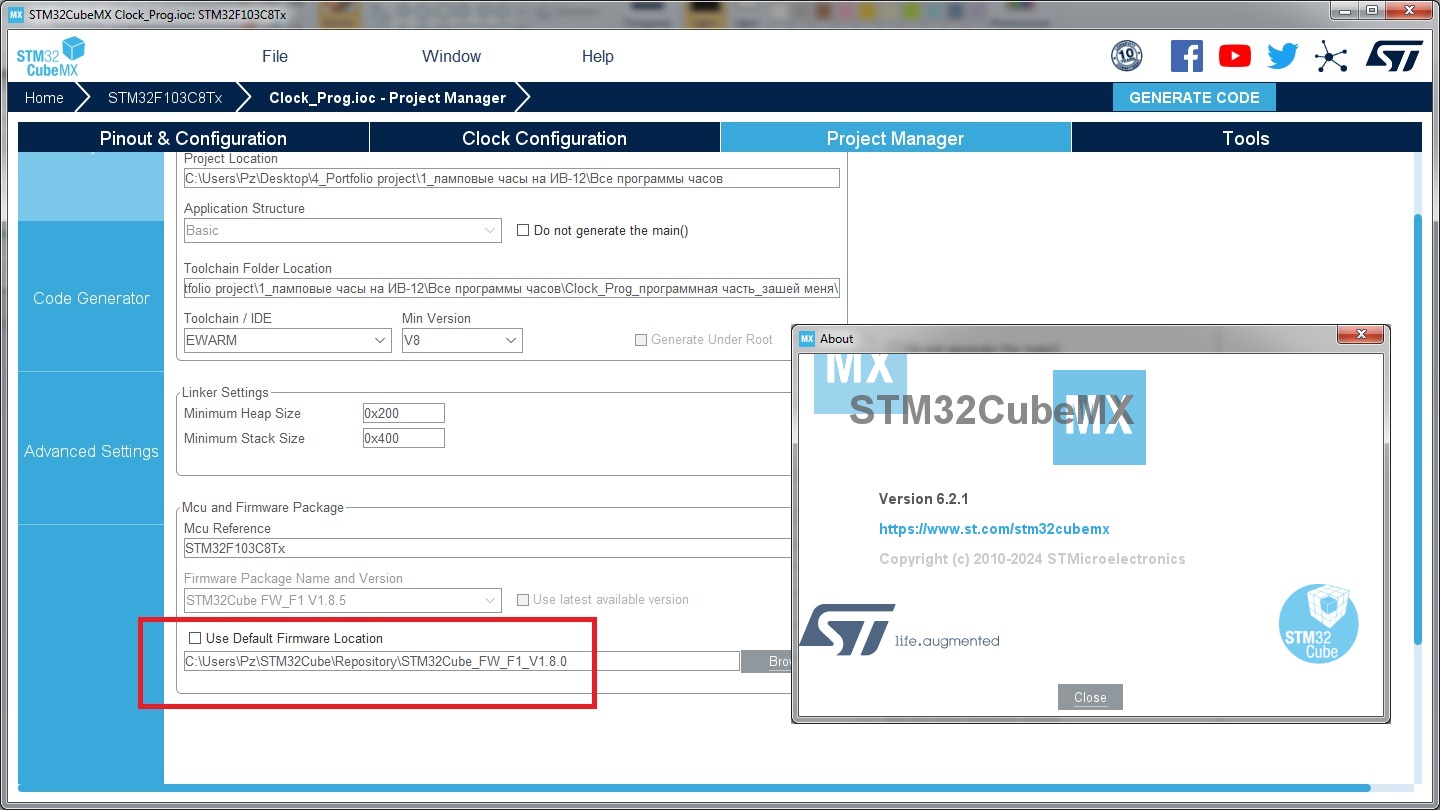 MX STM32CubeMX Clock_Prog.ioc: STM32F103C8Tx
STM32
CubeMX
File Window Help
10
ST
Home STM32F103C8Tx Clock_Prog.ioc - Project Manager GENERATE CODE
Pinout & Configuration Clock Configuration Project Manager Tools
Project Location
C:\Users\Pz\Desktop\4_Portfolio project\1_ламповые часы на ИВ-12\Все программы часов
Application Structure
Basic Do not generate the main()
Toolchain Folder Location
tfolio project\1_ламповые часы на ИВ-12\Все программы часов\Clock_Prog_программная часть_зашей меня\
Toolchain / IDE Min Version
EWARM V8 Generate Under Root
Code Generator
Linker Settings
Minimum Heap Size 0x200
Minimum Stack Size 0x400
Advanced Settings
Mcu and Firmware Package
Mcu Reference
STM32F103C8Tx
Firmware Package Name and Version
STM32Cube FW_F1 V1.8.5 Use latest available version
Use Default Firmware Location
C:\Users\Pz\STM32Cube\Repository\STM32Cube_FW_F1_V1.8.0
Brow
MX About
MX
STM32CubeMX
MX
Version 6.2.1
https://www.st.com/stm32cubemx
Copyright (c) 2010-2024 STMicroelectronics
ST life.augmented
STM32
Cube
Close